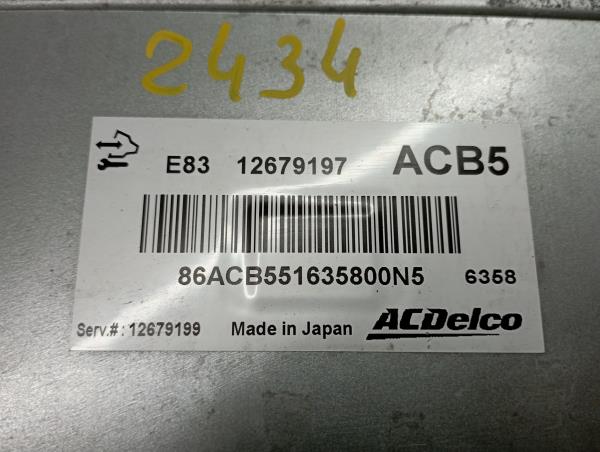 2434
E83 12679197 ACB5
86ACB551635800N5 6358
Serv.#: 12679199 Made in Japan ACDelco